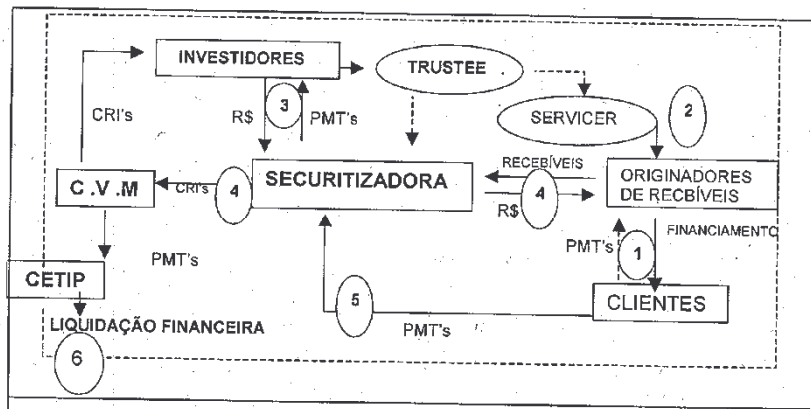 INVESTIDORES
TRUSTEE
CRI's
R$
3
PMT's
SERVICER
2
C .V .M
CRI's
4
SECURITIZADORA
RECEBÍVEIS
R$
4
ORIGINADORES
DE RECBÍVEIS
PMT's
1
FINANCIAMENTO
CETIP
PMT's
5
PMT's
CLIENTES
LIQUIDAÇÃO FINANCEIRA
6